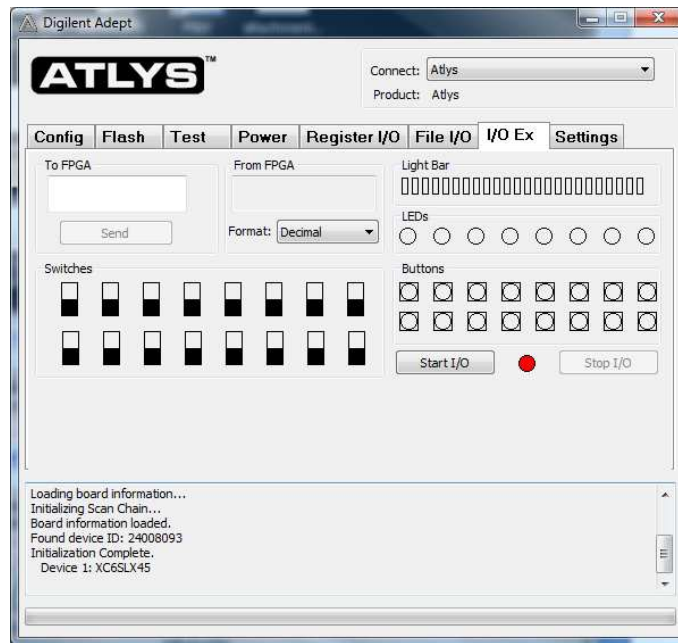 Digilent Adept
ATLYS™
Connect: Atlys
Product: Atlys
Config Flash Test Power Register I/O File I/O I/O Ex Settings
To FPGA
From FPGA
Light Bar
Send
Format: Decimal
LEDs
Switches
Buttons
Start I/O
Stop I/O
Loading board information...
Initializing Scan Chain...
Board information loaded.
Found device ID: 24008093
Initialization Complete.
Device 1: XC6SLX45